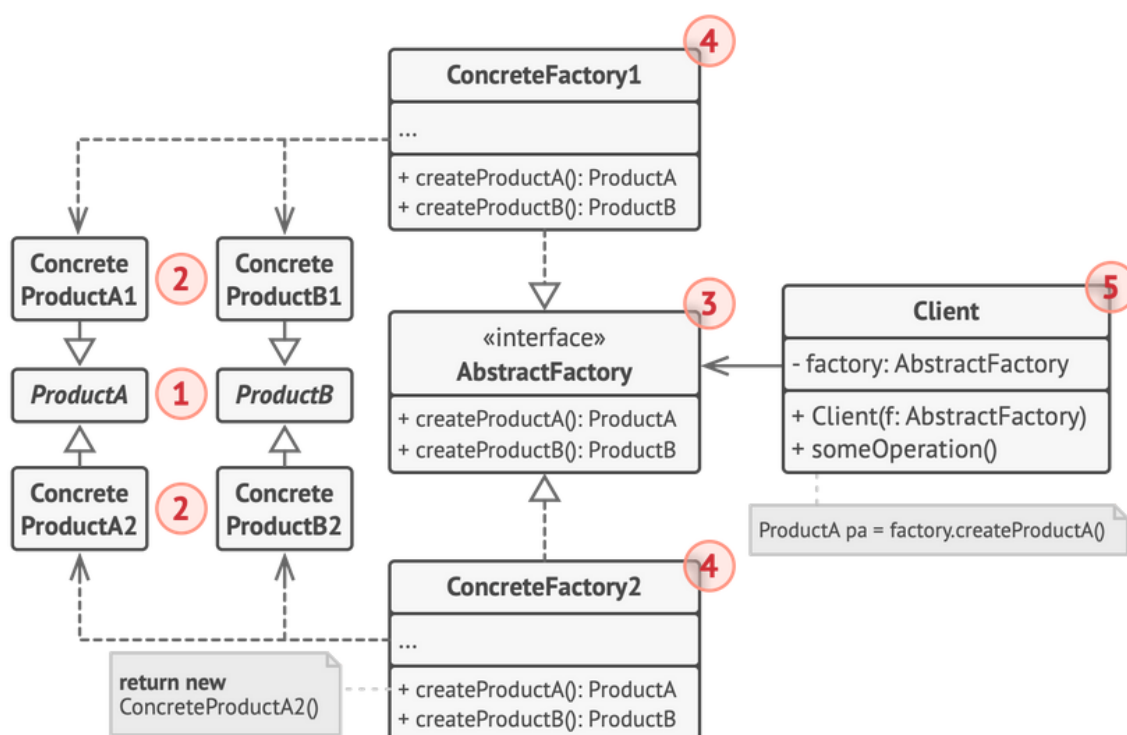 4
ConcreteFactory1
...
+ createProductA(): ProductA
+ createProductB(): ProductB
Concrete
ProductA1
2
Concrete
ProductB1
3
«interface»
AbstractFactory
+ createProductA(): ProductA
+ createProductB(): ProductB
5
Client
- factory: AbstractFactory
+ Client(f: AbstractFactory)
+ someOperation()
ProductA
1
ProductB
Concrete
ProductA2
2
Concrete
ProductB2
ProductA pa = factory.createProductA()
4
ConcreteFactory2
...
+ createProductA(): ProductA
+ createProductB(): ProductB
return new
ConcreteProductA2()